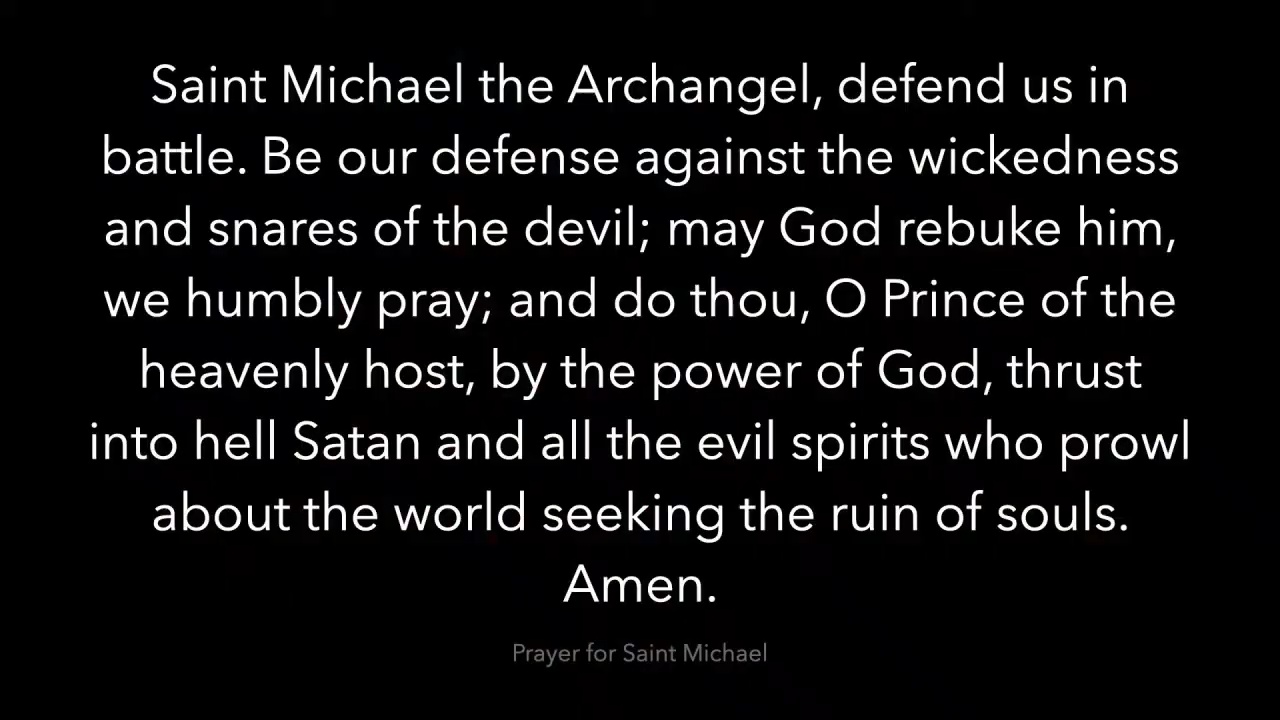 Saint Michael the Archangel, defend us in
battle. Be our defense against the wickedness
and snares of the devil; may God rebuke him,
we humbly pray; and do thou, O Prince of the
heavenly host, by the power of God, thrust
into hell Satan and all the evil spirits who prowl
about the world seeking the ruin of souls.
Amen.
Prayer for Saint Michael